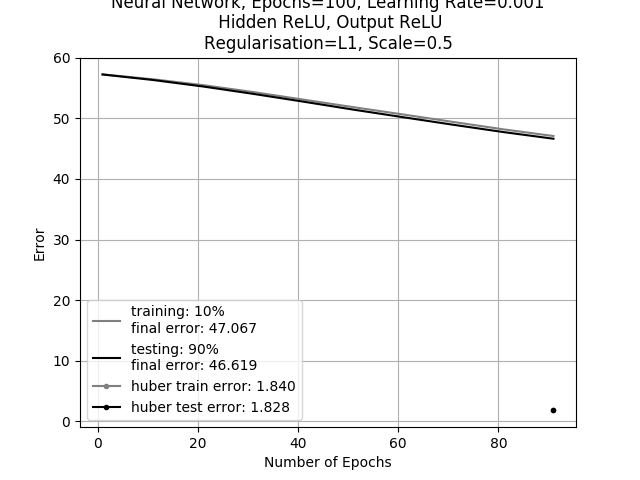 Neural Network, Epochs=100, Learning Rate=0.001
Hidden ReLU, Output ReLU
Regularisation=L1, Scale=0.5
60
50
40
30
20
10
0
Error
training: 10%
final error: 47.067
testing: 90%
final error: 46.619
huber train error: 1.840
huber test error: 1.828
0 20 40 60 80
Number of Epochs